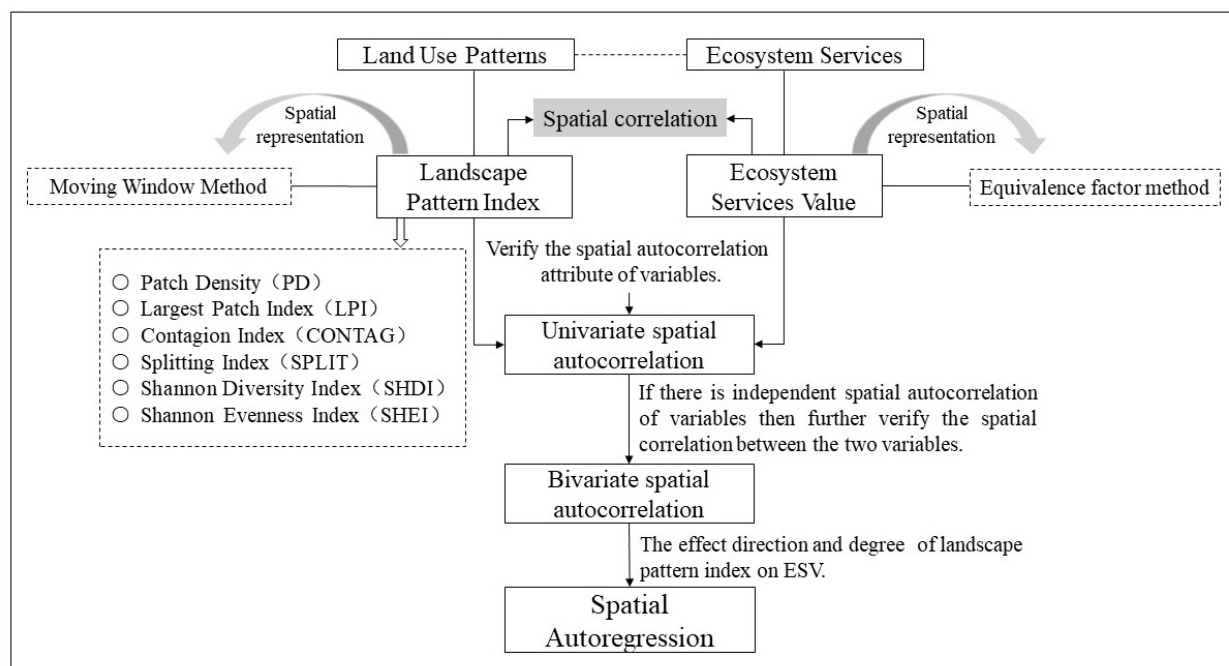 Land Use Patterns
Ecosystem Services
Spatial
representation
Spatial correlation
Spatial
representation
Moving Window Method
Landscape
Pattern Index
Ecosystem
Services Value
Equivalence factor method
Verify the spatial autocorrelation
attribute of variables.
○ Patch Density（PD）
○ Largest Patch Index（LPI）
○ Contagion Index（CONTAG）
○ Splitting Index（SPLIT）
○ Shannon Diversity Index（SHDI）
○ Shannon Evenness Index（SHEI）
Univariate spatial
autocorrelation
If there is independent spatial autocorrelation
of variables then further verify the spatial
correlation between the two variables.
Bivariate spatial
autocorrelation
The effect direction and degree of landscape
pattern index on ESV.
Spatial
Autoregression